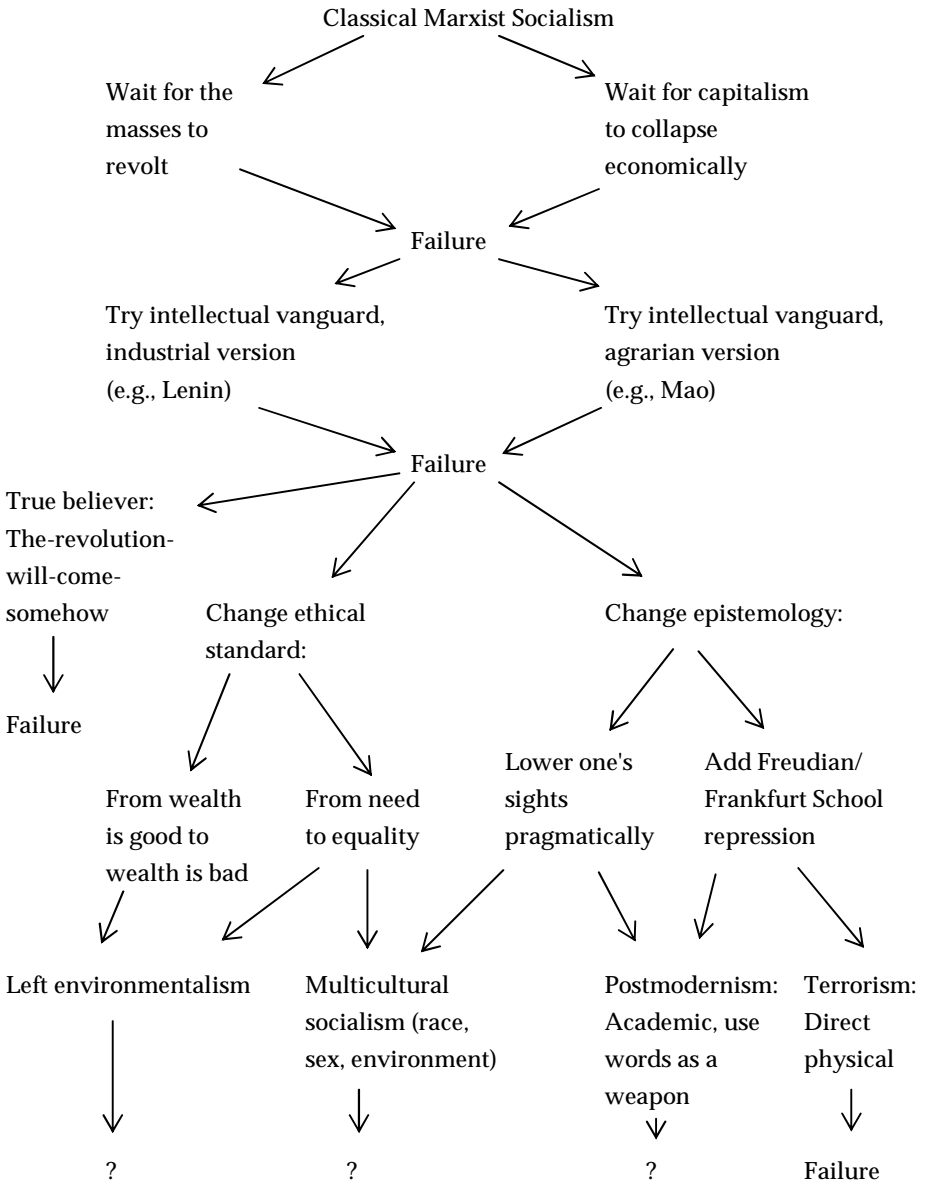 Classical Marxist Socialism
Wait for the
masses to
revolt
Wait for capitalism
to collapse
economically
Failure
Try intellectual vanguard,
industrial version
(e.g., Lenin)
Try intellectual vanguard,
agrarian version
(e.g., Mao)
Failure
True believer:
The-revolution-
will-come-
somehow
Failure
Change ethical
standard:
Change epistemology:
From wealth
is good to
wealth is bad
From need
to equality
Lower one's
sights
pragmatically
Add Freudian/
Frankfurt School
repression
Left environmentalism
Multicultural
socialism (race,
sex, environment)
Postmodernism:
Academic, use
words as a
weapon
Terrorism:
Direct
physical
?
?
?
Failure